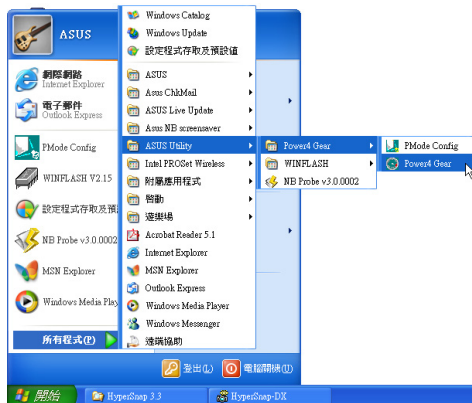 ASUS
網際網路
Internet Explorer
電子郵件
Outlook Express
PMode Config
WINFLASH V2.15
設定程式存取及預
NB Probe v3.0.0002
MSN Explorer
Windows Media Play
所有程式(P)
Windows Catalog
Windows Update
設定程式存取及預設值
ASUS
Asus ChkMail
ASUS Live Update
Asus NB screensaver
ASUS Utility
Intel PROSet Wireless
附屬應用程式
啓動
遊樂場
Acrobat Reader 5.1
Internet Explorer
MSN Explorer
Outlook Express
Windows Media Player
Windows Messenger
遠端協助
Power4 Gear
WINFLASH
NB Probe v3.0.0002
PMode Config
Power4 Gear
登出(L)
電腦關機(U)
開始
HyperSnap 3.3
HyperSnap-DX